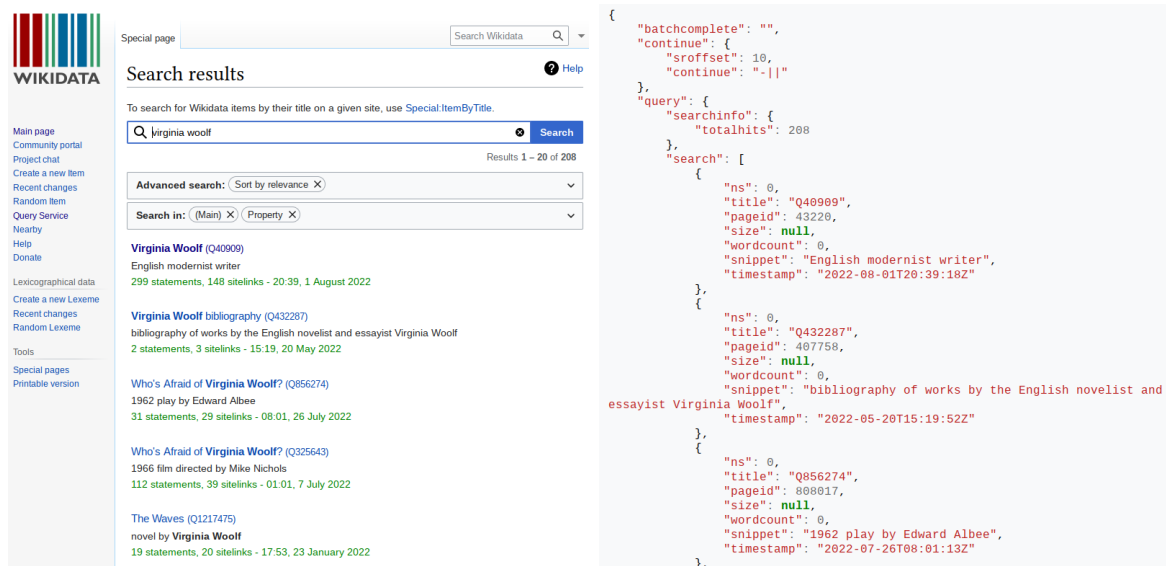 WIKIDATA
Main page
Community portal
Project chat
Create a new Item
Recent changes
Random Item
Query Service
Nearby
Help
Donate
Lexicographical data
Create a new Lexeme
Recent changes
Random Lexeme
Tools
Special pages
Printable version
Special page
Search Wikidata
Search results
? Help
To search for Wikidata items by their title on a given site, use Special:ItemByTitle.
virginia woolf
Search
Results 1 – 20 of 208
Advanced search: Sort by relevance
Search in: (Main) Property
Virginia Woolf (Q40909)
English modernist writer
299 statements, 148 sitelinks - 20:39, 1 August 2022
Virginia Woolf bibliography (Q432287)
bibliography of works by the English novelist and essayist Virginia Woolf
2 statements, 3 sitelinks - 15:19, 20 May 2022
Who's Afraid of Virginia Woolf? (Q856274)
1962 play by Edward Albee
31 statements, 29 sitelinks - 08:01, 26 July 2022
Who's Afraid of Virginia Woolf? (Q325643)
1966 film directed by Mike Nichols
112 statements, 39 sitelinks - 01:01, 7 July 2022
The Waves (Q1217475)
novel by Virginia Woolf
19 statements, 20 sitelinks - 17:53, 23 January 2022
{
"batchcomplete": "",
"continue": {
"sroffset": 10,
"continue": "-||"
},
"query": {
"searchinfo": {
"totalhits": 208
},
"search": [
{
"ns": 0,
"title": "Q40909",
"pageid": 43220,
"size": null,
"wordcount": 0,
"snippet": "English modernist writer",
"timestamp": "2022-08-01T20:39:18Z"
},
{
"ns": 0,
"title": "Q432287",
"pageid": 407758,
"size": null,
"wordcount": 0,
"snippet": "bibliography of works by the English novelist and
essayist Virginia Woolf",
"timestamp": "2022-05-20T15:19:52Z"
},
{
"ns": 0,
"title": "Q856274",
"pageid": 808017,
"size": null,
"wordcount": 0,
"snippet": "1962 play by Edward Albee",
"timestamp": "2022-07-26T08:01:13Z"
},